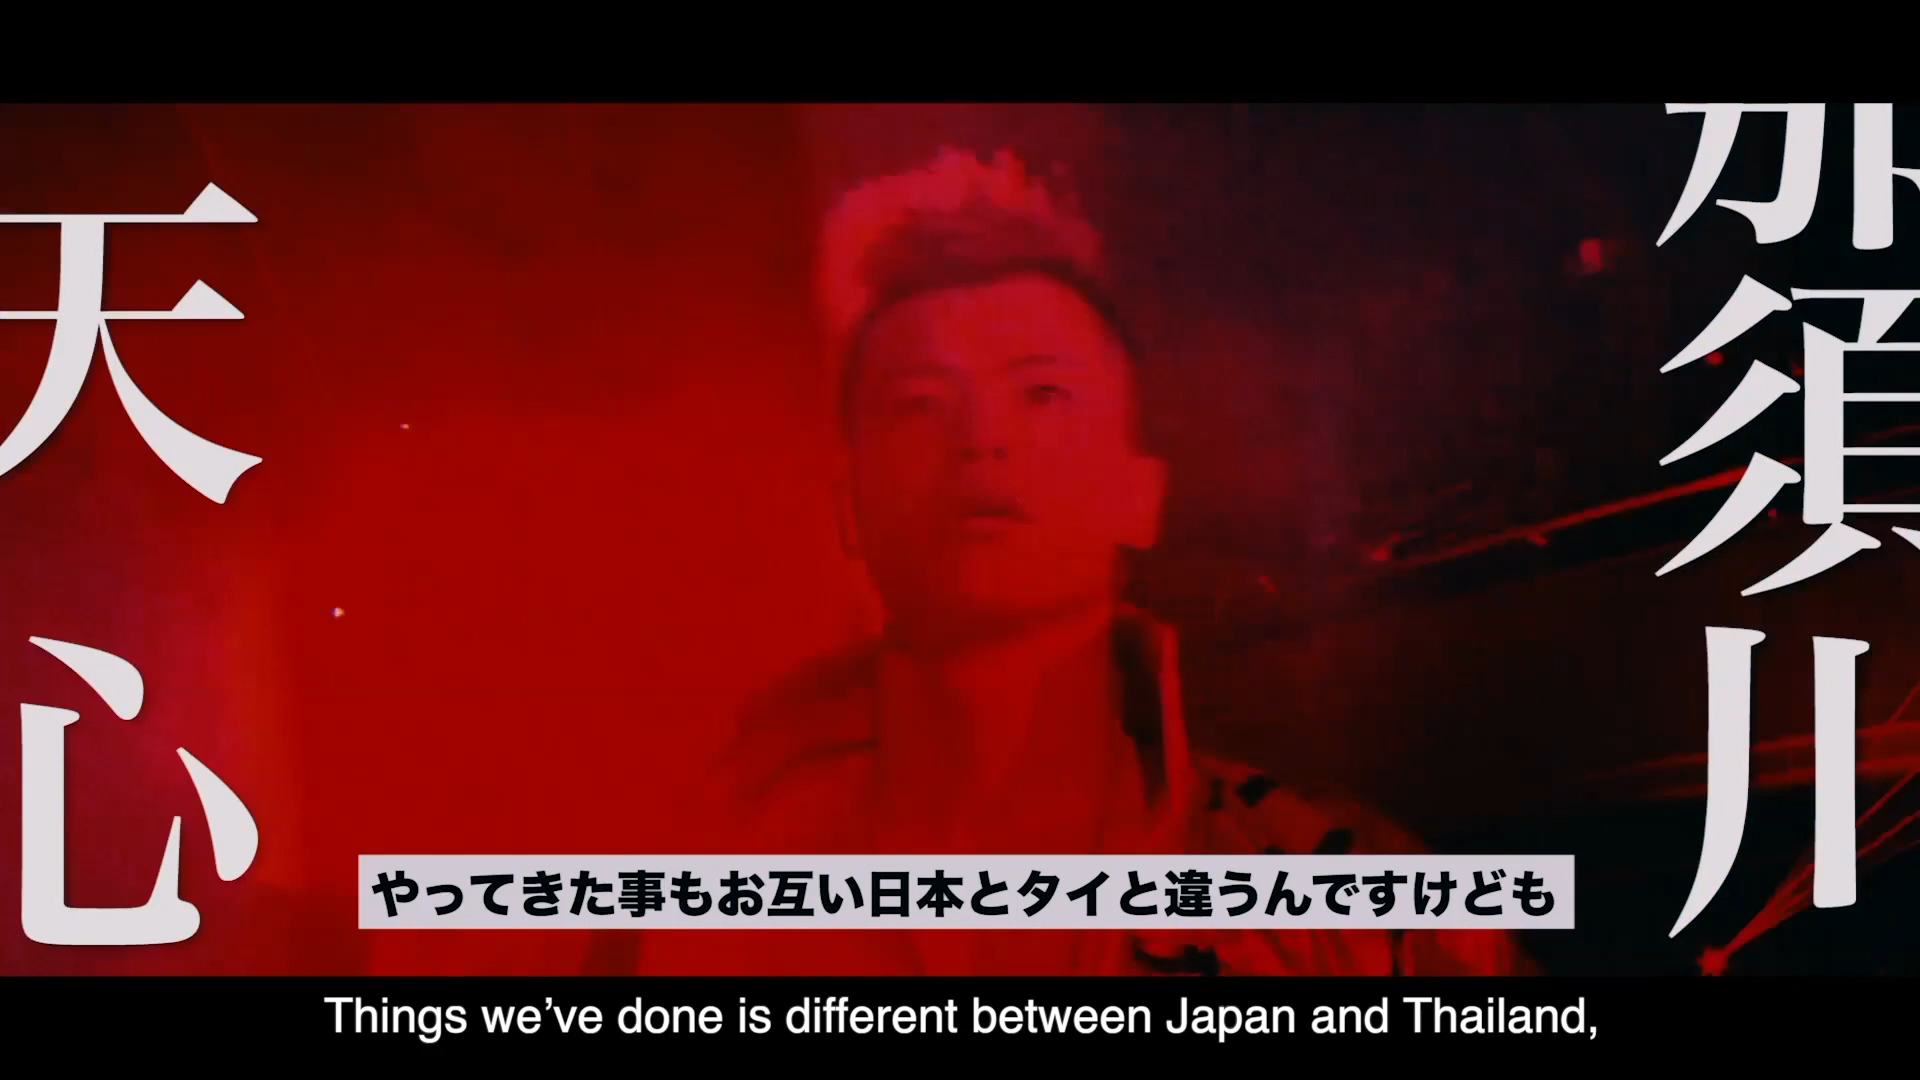 那須川
天心
やってきた事もお互い日本とタイと違うんですけども
Things we've done is different between Japan and Thailand,